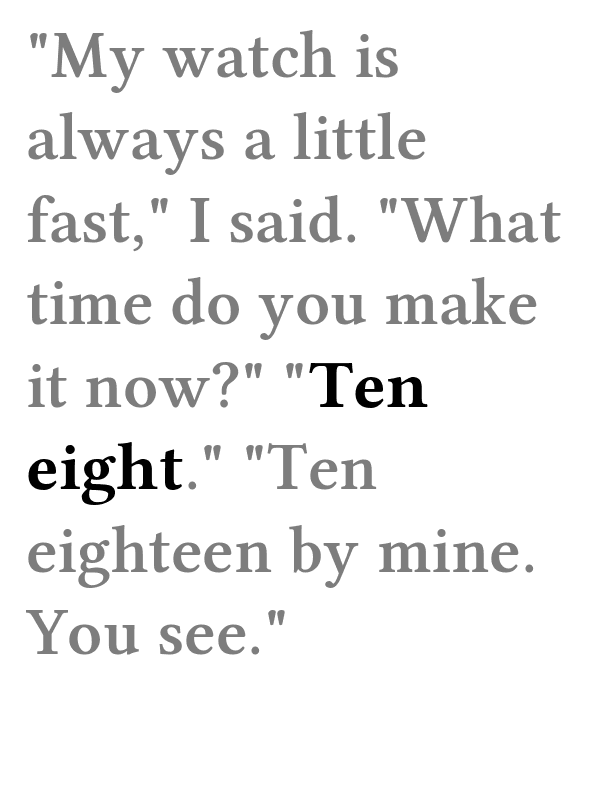 "My watch is
always a little
fast," I said. "What
time do you make
it now?" "Ten
eight." "Ten
eighteen by mine.
You see."